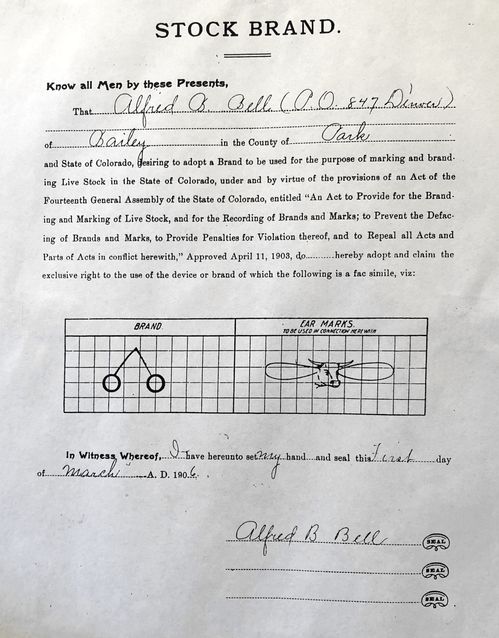 STOCK BRAND.
Know all Men by these Presents,
That Alfred B. Bell (P.O. 847 Denver)
of Bailey in the County of Park
and State of Colorado, desiring to adopt a Brand to be used for the purpose of marking and brand-
ing Live Stock in the State of Colorado, under and by virtue of the provisions of an Act of the
Fourteenth General Assembly of the State of Colorado, entitled "An Act to Provide for the Brand-
ing and Marking of Live Stock, and for the Recording of Brands and Marks; to Prevent the Defac-
ing of Brands and Marks, to Provide Penalties for Violation thereof, and to Repeal all Acts and
Parts of Acts in conflict herewith," Approved April 11, 1903, do..........hereby adopt and claim the
exclusive right to the use of the device or brand of which the following is a fac simile, viz:
BRAND. EAR MARKS.
TO BE USED IN CONNECTION HEREWITH
In Witness Whereof, I have hereunto set my hand....and seal this first day
of March A. D. 1906.
Alfred B Bell SEAL
SEAL
SEAL